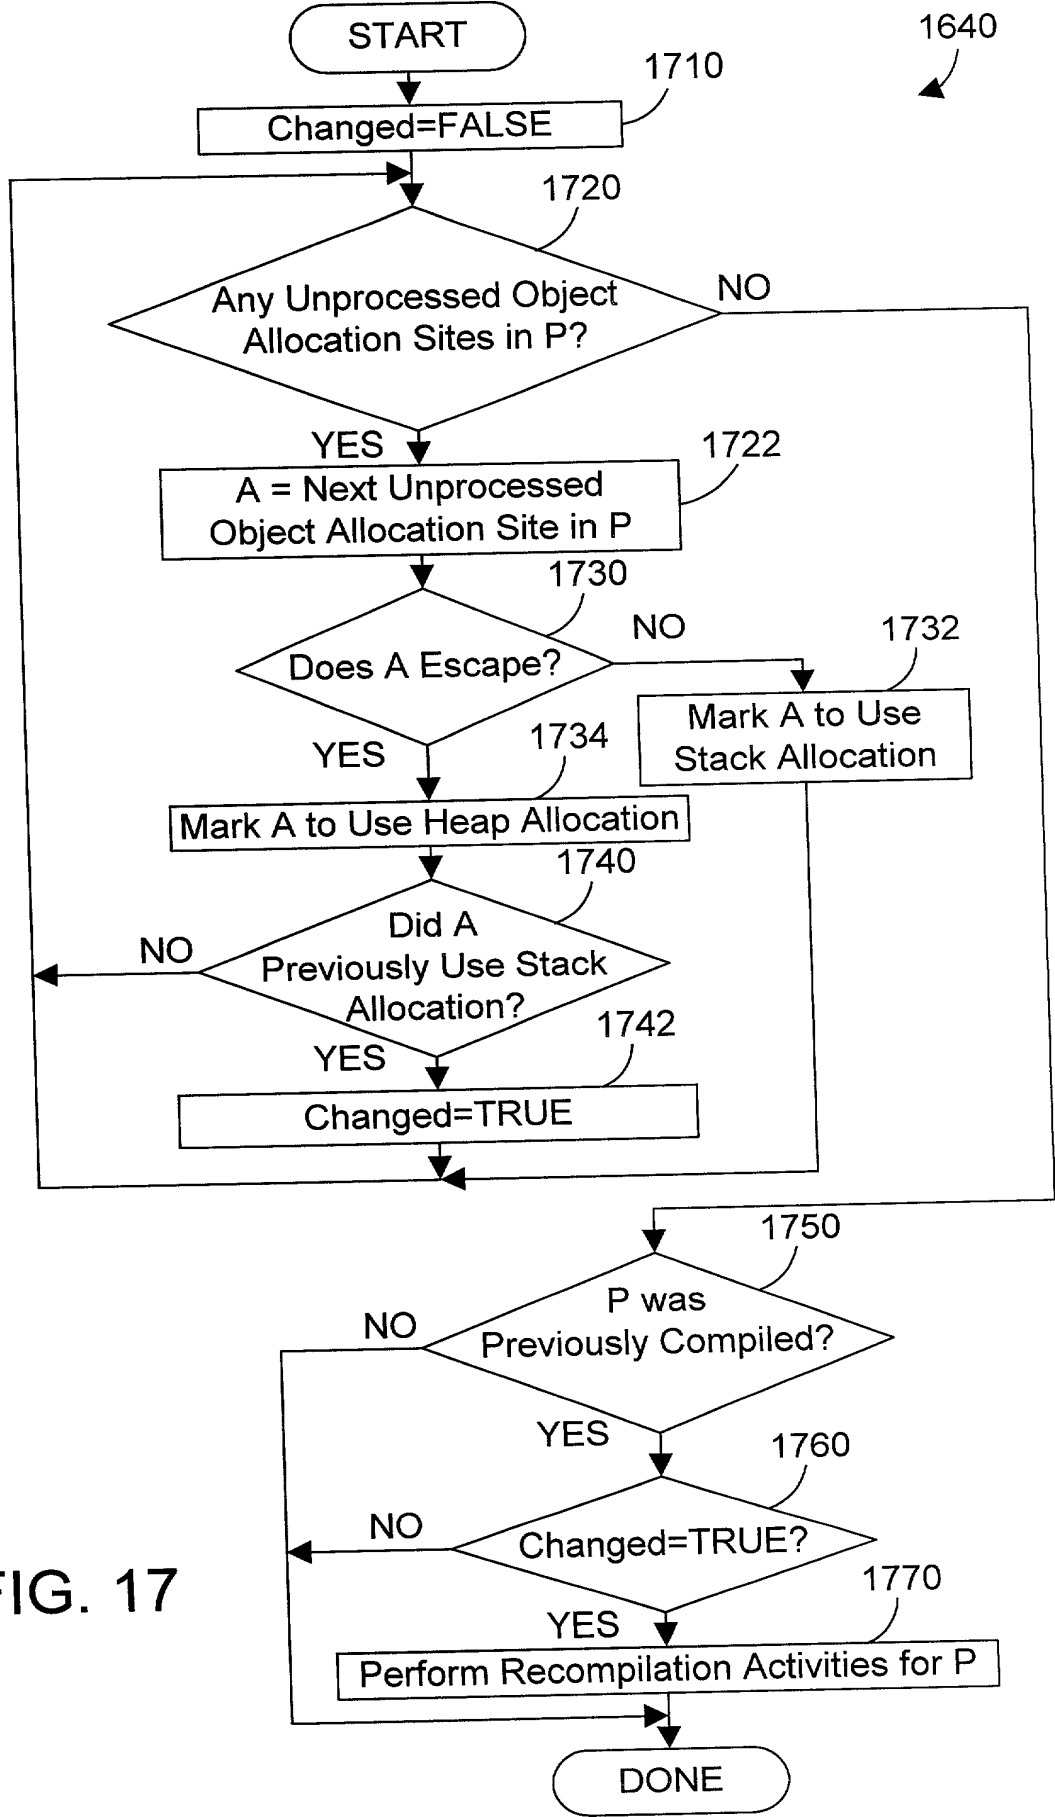 START
1640
1710
Changed=FALSE
1720
Any Unprocessed Object
Allocation Sites in P?
NO
YES
1722
A = Next Unprocessed
Object Allocation Site in P
1730
Does A Escape?
NO
1732
Mark A to Use
Stack Allocation
YES
1734
Mark A to Use Heap Allocation
1740
Did A
Previously Use Stack
Allocation?
NO
YES
1742
Changed=TRUE
1750
P was
Previously Compiled?
NO
YES
1760
Changed=TRUE?
NO
YES
1770
Perform Recompilation Activities for P
DONE
FIG. 17